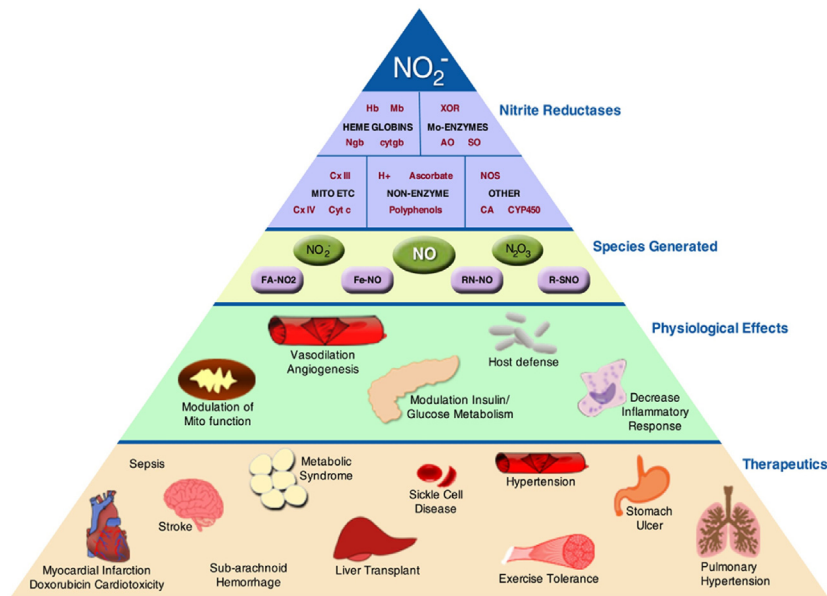 NO₂⁻
Nitrite Reductases
Hb Mb
HEME GLOBINS
Ngb cytgb
XOR
Mo-ENZYMES
AO SO
Cx III
MITO ETC
Cx IV Cyt c
H+ Ascorbate
NON-ENZYME
Polyphenols
NOS
OTHER
CA CYP450
Species Generated
NO₂⁻
NO
N₂O₃
FA-NO2
Fe-NO
RN-NO
R-SNO
Physiological Effects
Vasodilation
Angiogenesis
Host defense
Modulation of
Mito function
Modulation Insulin/
Glucose Metabolism
Decrease
Inflammatory
Response
Therapeutics
Sepsis
Stroke
Metabolic
Syndrome
Sickle Cell
Disease
Hypertension
Stomach
Ulcer
Myocardial Infarction
Doxorubicin Cardiotoxicity
Sub-arachnoid
Hemorrhage
Liver Transplant
Exercise Tolerance
Pulmonary
Hypertension